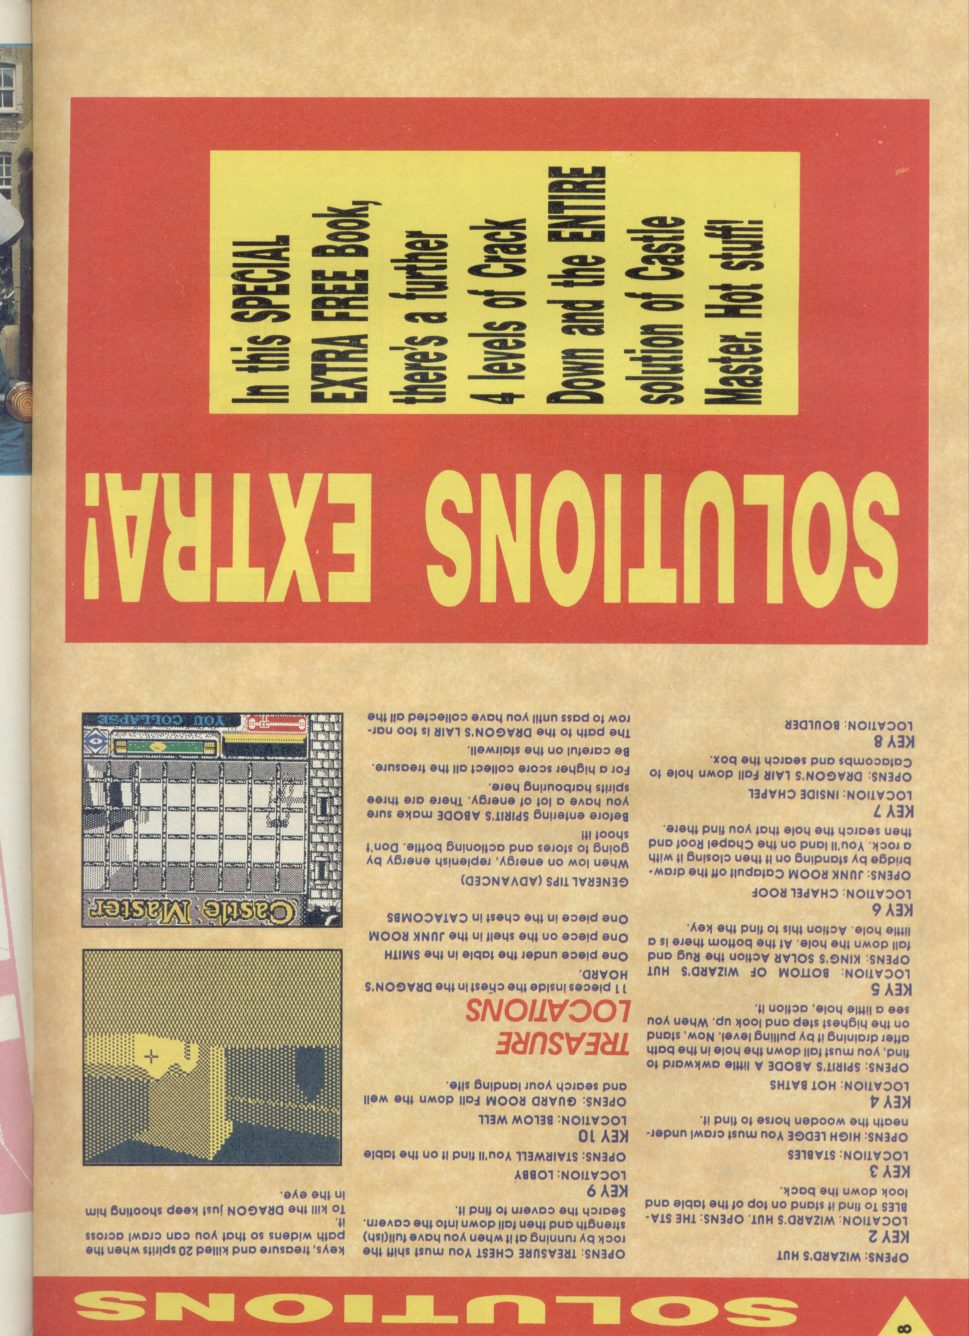 8
SOLUTIONS
OPENS: WIZARD'S HUT
KEY 2
LOCATION: WIZARD'S HUT. OPENS: THE STA-
BLES To find it stand on top of the table and
look down the back.
KEY 3
LOCATION: STABLES
OPENS: HIGH LEDGE You must crawl under-
neath the wooden horse to find it.
KEY 4
LOCATION: HOT BATHS
OPENS: SPIRIT'S ABODE A little awkward to
find, you must fall down the hole in the bath
after draining it by pulling level. Now, stand
on the highest step and look up. When you
see a little hole, action it.
KEY 5
LOCATION: BOTTOM OF WIZARD'S HUT
OPENS: KING'S SOLAR Action the Rug and
fall down the hole. At the bottom there is a
little hole. Action this to find the key.
KEY 6
LOCATION: CHAPEL ROOF
OPENS: JUNK ROOM Catapult off the draw-
bridge by standing on it then closing it with
a rock. You'll land on the Chapel Roof and
then search the hole that you find there.
KEY 7
LOCATION: INSIDE CHAPEL
OPENS: DRAGON'S LAIR Fall down hole to
Catacombs and search the box.
KEY 8
LOCATION: BOULDER
OPENS: TREASURE CHEST You must shift the
rock by running at it when you have full(ish)
strength and then fall down into the cavern.
Search the cavern to find it.
KEY 9
LOCATION: LOBBY
OPENS: STAIRWELL You'll find it on the table
KEY 10
LOCATION: BELOW WELL
OPENS: GUARD ROOM Fall down the well
and search your landing site.
TREASURE
LOCATIONS
11 pieces inside the chest in the DRAGON'S
HOARD.
One piece under the table in the SMITH
One piece on the shelf in the JUNK ROOM
One piece in the chest in CATACOMBS
GENERAL TIPS (ADVANCED)
When low on energy, replenish energy by
going to stores and actioning bottle. Don't
shoot it!
Before entering SPIRIT'S ABODE make sure
you have a lot of energy. There are three
spirits harbouring here.
For a higher score collect all the treasure.
Be careful on the stairwell.
The path to the DRAGON'S LAIR is too nar-
row to pass until you have collected all the
keys, treasure and killed 20 spirits when the
path widens so that you can crawl across
it.
To kill the DRAGON just keep shooting him
in the eye.
Castle Master
YOU COLLAPSE
SOLUTIONS EXTRA!
In this SPECIAL
EXTRA FREE Book,
there's a further
4 levels of Crack
Down and the ENTIRE
solution of Castle
Master. Hot stuff!